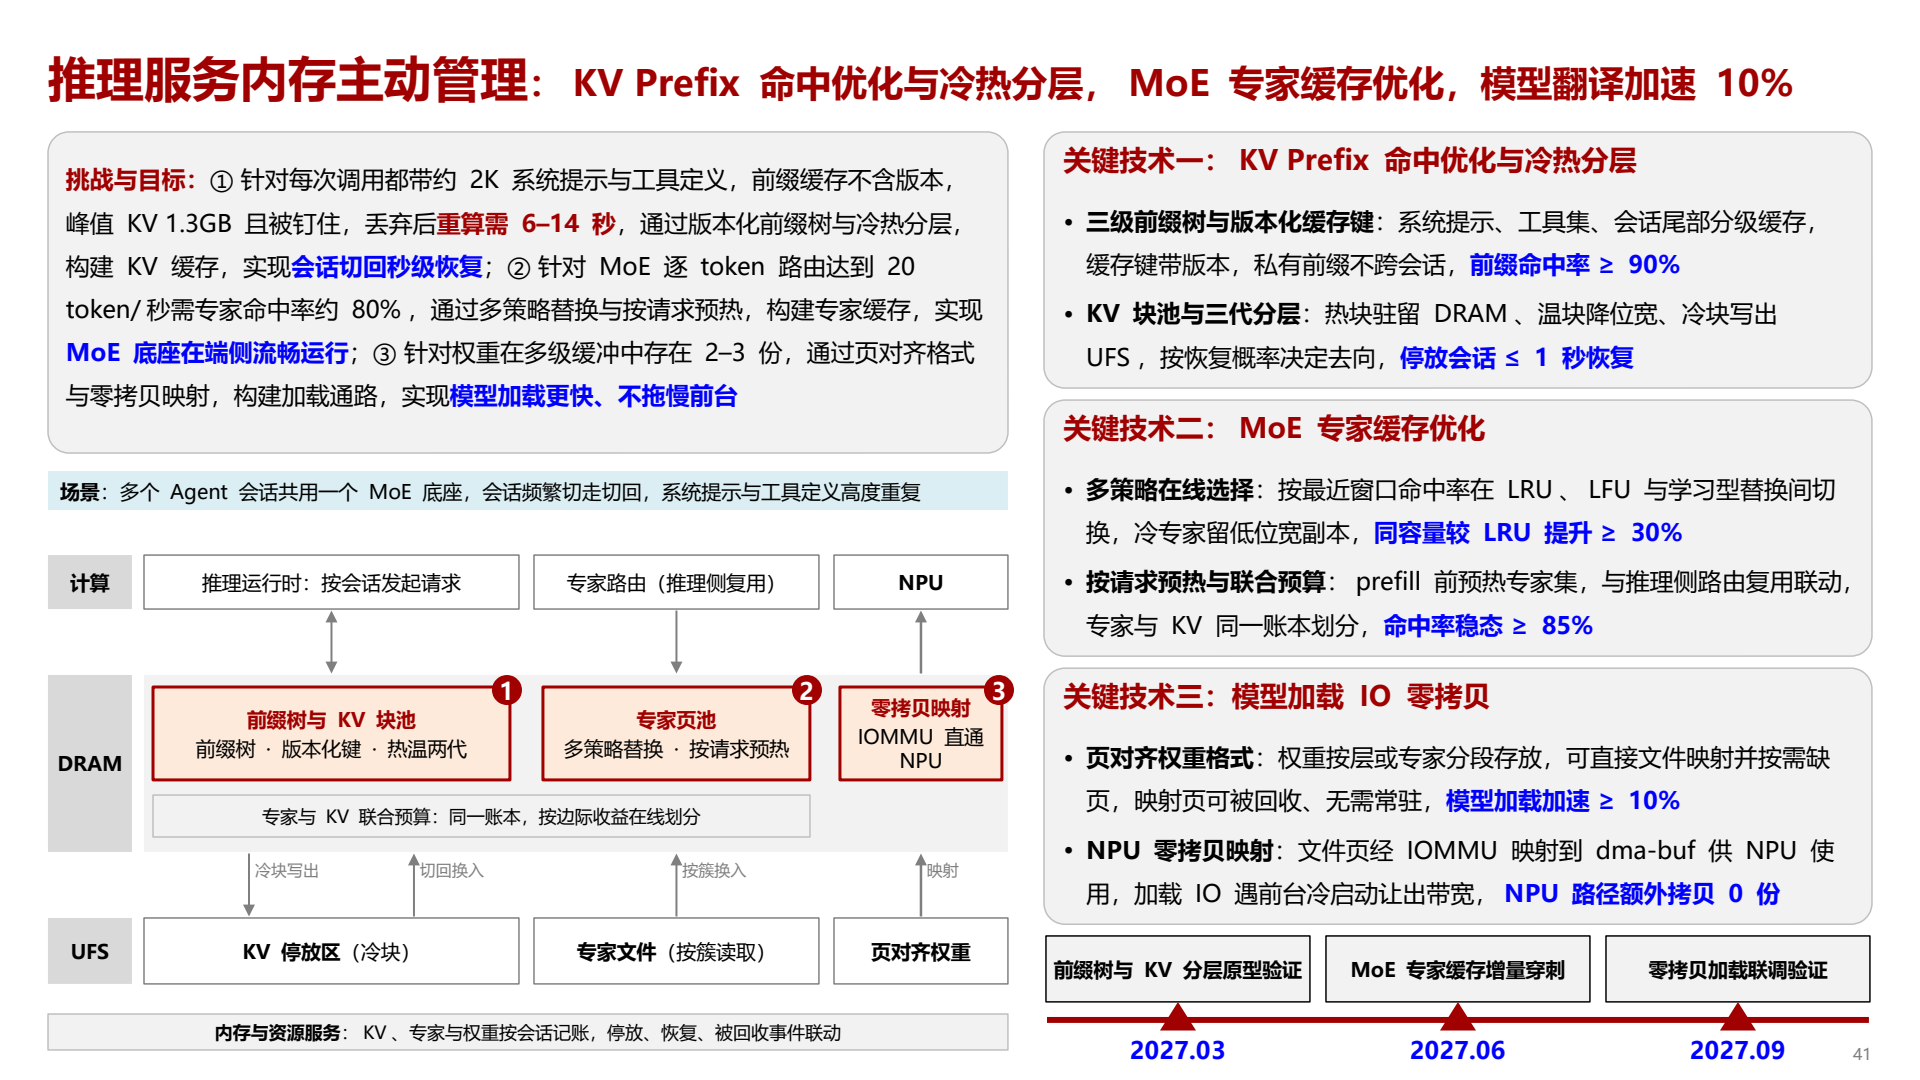 推理服务内存主动管理：KV Prefix 命中优化与冷热分层，MoE 专家缓存优化，模型翻译加速 10%
挑战与目标：① 针对每次调用都带约 2K 系统提示与工具定义，前缀缓存不含版本，
峰值 KV 1.3GB 且被钉住，丢弃后重算需 6–14 秒，通过版本化前缀树与冷热分层，
构建 KV 缓存，实现会话切回秒级恢复；② 针对 MoE 逐 token 路由达到 20
token/ 秒需专家命中率约 80% ，通过多策略替换与按请求预热，构建专家缓存，实现
MoE 底座在端侧流畅运行；③ 针对权重在多级缓冲中存在 2–3 份，通过页对齐格式
与零拷贝映射，构建加载通路，实现模型加载更快、不拖慢前台
场景：多个 Agent 会话共用一个 MoE 底座，会话频繁切走切回，系统提示与工具定义高度重复
计算
推理运行时：按会话发起请求
专家路由（推理侧复用）
NPU
DRAM
1
前缀树与 KV 块池
前缀树 · 版本化键 · 热温两代
2
专家页池
多策略替换 · 按请求预热
3
零拷贝映射
IOMMU 直通
NPU
专家与 KV 联合预算：同一账本，按边际收益在线划分
冷块写出
切回换入
按簇换入
映射
UFS
KV 停放区（冷块）
专家文件（按簇读取）
页对齐权重
内存与资源服务： KV 、专家与权重按会话记账，停放、恢复、被回收事件联动
关键技术一： KV Prefix 命中优化与冷热分层
• 三级前缀树与版本化缓存键：系统提示、工具集、会话尾部分级缓存，
缓存键带版本，私有前缀不跨会话，前缀命中率 ≥ 90%
• KV 块池与三代分层：热块驻留 DRAM 、温块降位宽、冷块写出
UFS ，按恢复概率决定去向，停放会话 ≤ 1 秒恢复
关键技术二： MoE 专家缓存优化
• 多策略在线选择：按最近窗口命中率在 LRU 、 LFU 与学习型替换间切
换，冷专家留低位宽副本，同容量较 LRU 提升 ≥ 30%
• 按请求预热与联合预算： prefill 前预热专家集，与推理侧路由复用联动，
专家与 KV 同一账本划分，命中率稳态 ≥ 85%
关键技术三：模型加载 IO 零拷贝
• 页对齐权重格式：权重按层或专家分段存放，可直接文件映射并按需缺
页，映射页可被回收、无需常驻，模型加载加速 ≥ 10%
• NPU 零拷贝映射：文件页经 IOMMU 映射到 dma-buf 供 NPU 使
用，加载 IO 遇前台冷启动让出带宽， NPU 路径额外拷贝 0 份
前缀树与 KV 分层原型验证
MoE 专家缓存增量穿刺
零拷贝加载联调验证
2027.03
2027.06
2027.09
41